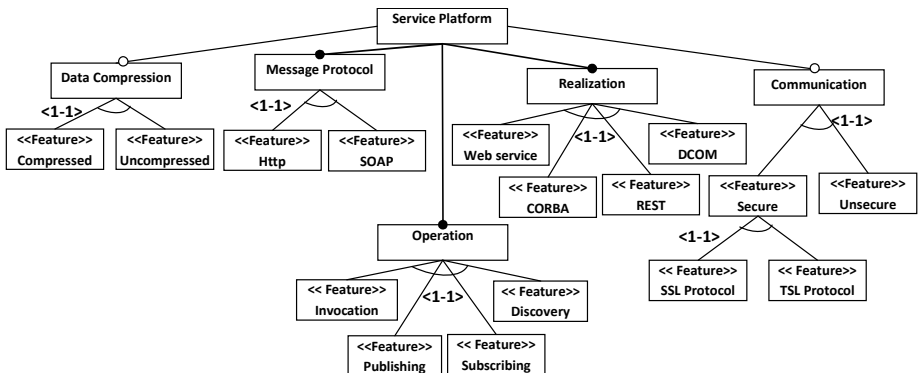 Service Platform
Data Compression
Message Protocol
Realization
Communication
<1-1>
<1-1>
<1-1>
<1-1>
<<Feature>>
Compressed
<<Feature>>
Uncompressed
<<Feature>>
Http
<<Feature>>
SOAP
<<Feature>>
Web service
<<Feature>>
DCOM
<< Feature>>
CORBA
<< Feature>>
REST
<<Feature>>
Secure
<<Feature>>
Unsecure
Operation
<1-1>
<1-1>
<< Feature>>
Invocation
<< Feature>>
Discovery
<< Feature>>
SSL Protocol
<< Feature>>
TSL Protocol
<<Feature>>
Publishing
<< Feature>>
Subscribing